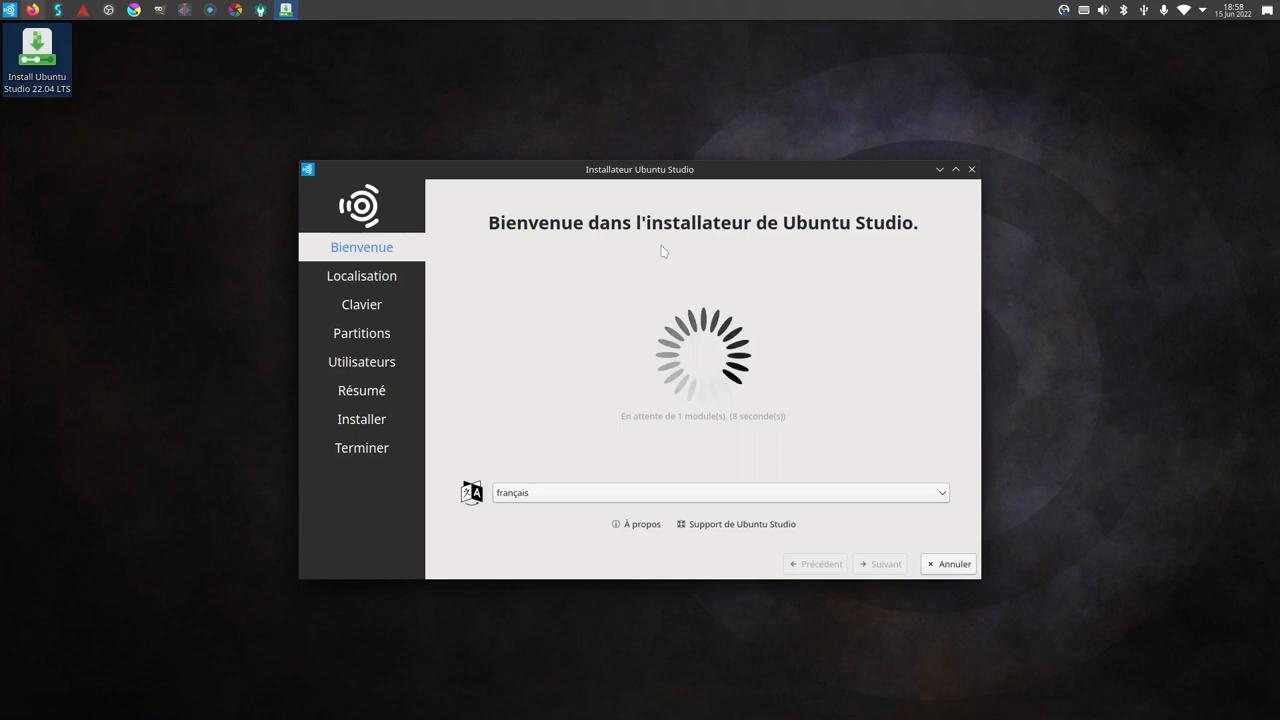 18:58
15 Jun 2022
Install Ubuntu
Studio 22.04 LTS
Installateur Ubuntu Studio
Bienvenue dans l'installateur de Ubuntu Studio.
Bienvenue
Localisation
Clavier
Partitions
Utilisateurs
Résumé
Installer
Terminer
En attente de 1 module(s). (8 seconde(s))
français
À propos
Support de Ubuntu Studio
Précédent
Suivant
Annuler